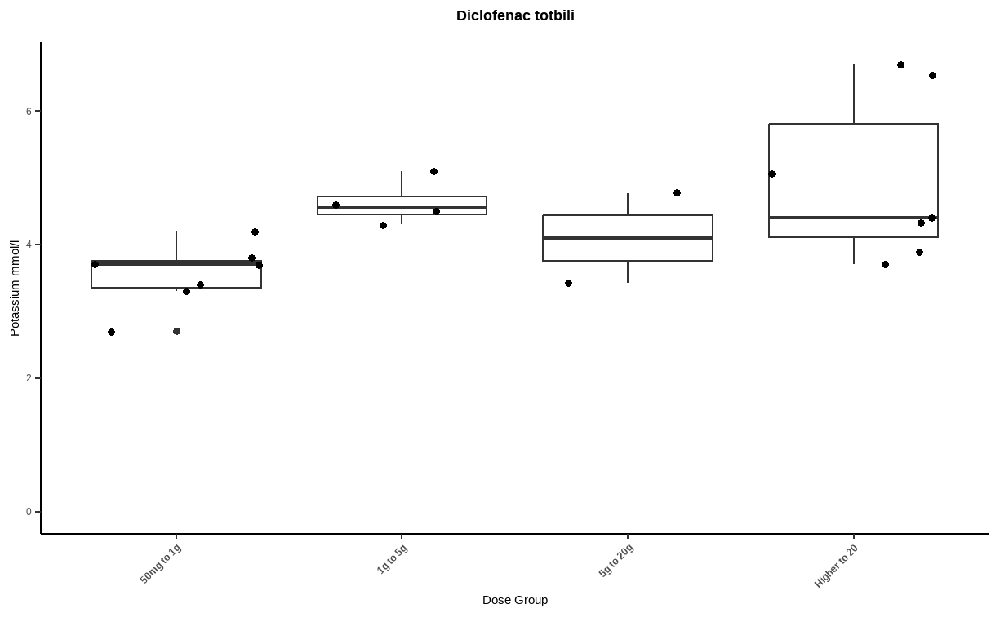 Diclofenac totbili
Potassium mmol/l
6
4
2
0
50mg to 1g
1g to 5g
5g to 20g
Higher to 20
Dose Group